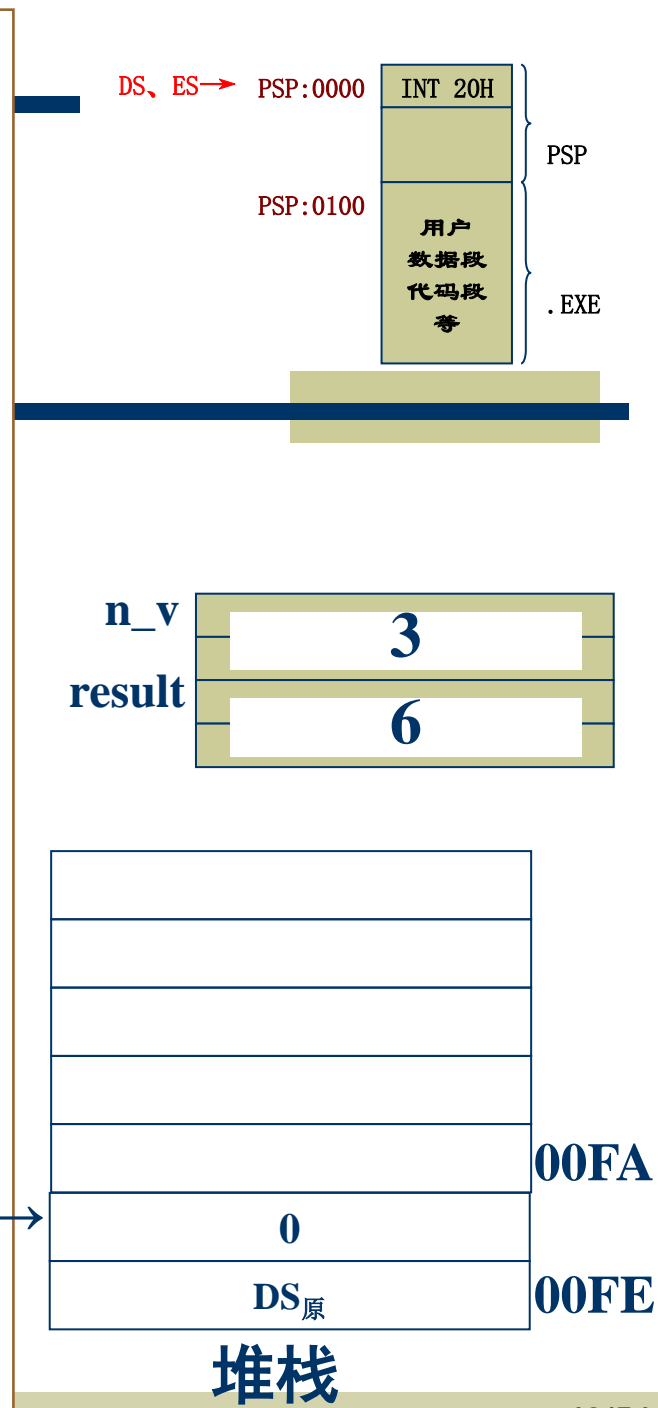 DS、ES→ PSP:0000 INT 20H
PSP
PSP:0100
用户
数据段
代码段
等
.EXE
n_v
3
result
6
00FA
0
DS原 00FE
堆栈